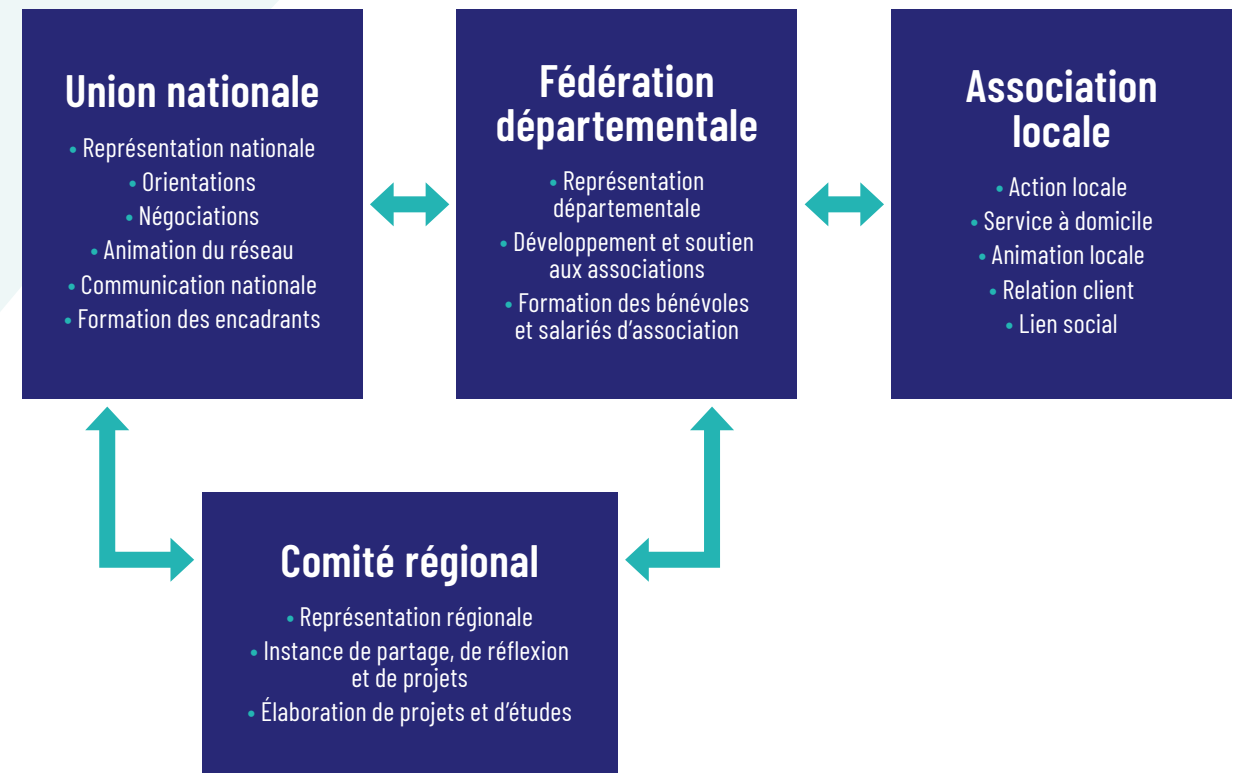 Union nationale
• Représentation nationale
• Orientations
• Négociations
• Animation du réseau
• Communication nationale
• Formation des encadrants
Fédération
départementale
• Représentation
départementale
• Développement et soutien
aux associations
• Formation des bénévoles
et salariés d’association
Association
locale
• Action locale
• Service à domicile
• Animation locale
• Relation client
• Lien social
Comité régional
• Représentation régionale
• Instance de partage, de réflexion
et de projets
• Élaboration de projets et d’études